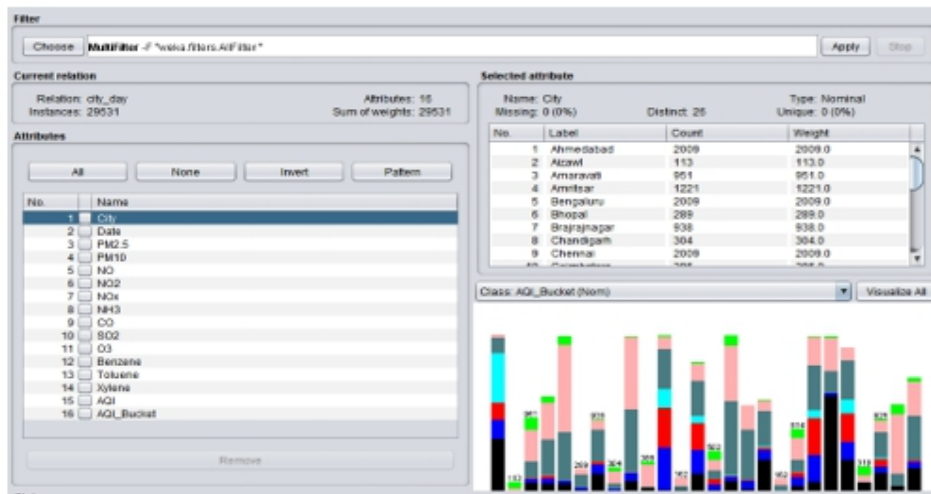 Filter
Choose MultiFilter -F "weka.filters.AllFilter"
Apply Stop
Current relation
Relation: city_day Attributes: 16
Instances: 29531 Sum of weights: 29531
Attributes
All None Invert Pattern
No. Name
1 City
2 Date
3 PM2.5
4 PM10
5 NO
6 NO2
7 NOx
8 NH3
9 CO
10 SO2
11 O3
12 Benzene
13 Toluene
14 Xylene
15 AQI
16 AQI_Bucket
Remove
Selected attribute
Name: City Type: Nominal
Missing: 0 (0%) Distinct: 26 Unique: 0 (0%)
No. Label Count Weight
1 Ahmedabad 2009 2009.0
2 Aizawl 113 113.0
3 Amaravati 951 951.0
4 Amritsar 1221 1221.0
5 Bengaluru 2009 2009.0
6 Bhopal 289 289.0
7 Brajrajnagar 938 938.0
8 Chandigarh 304 304.0
9 Chennai 2009 2009.0
Class: AQI_Bucket (Nom) Visualize All
951
938
113
289
304
162